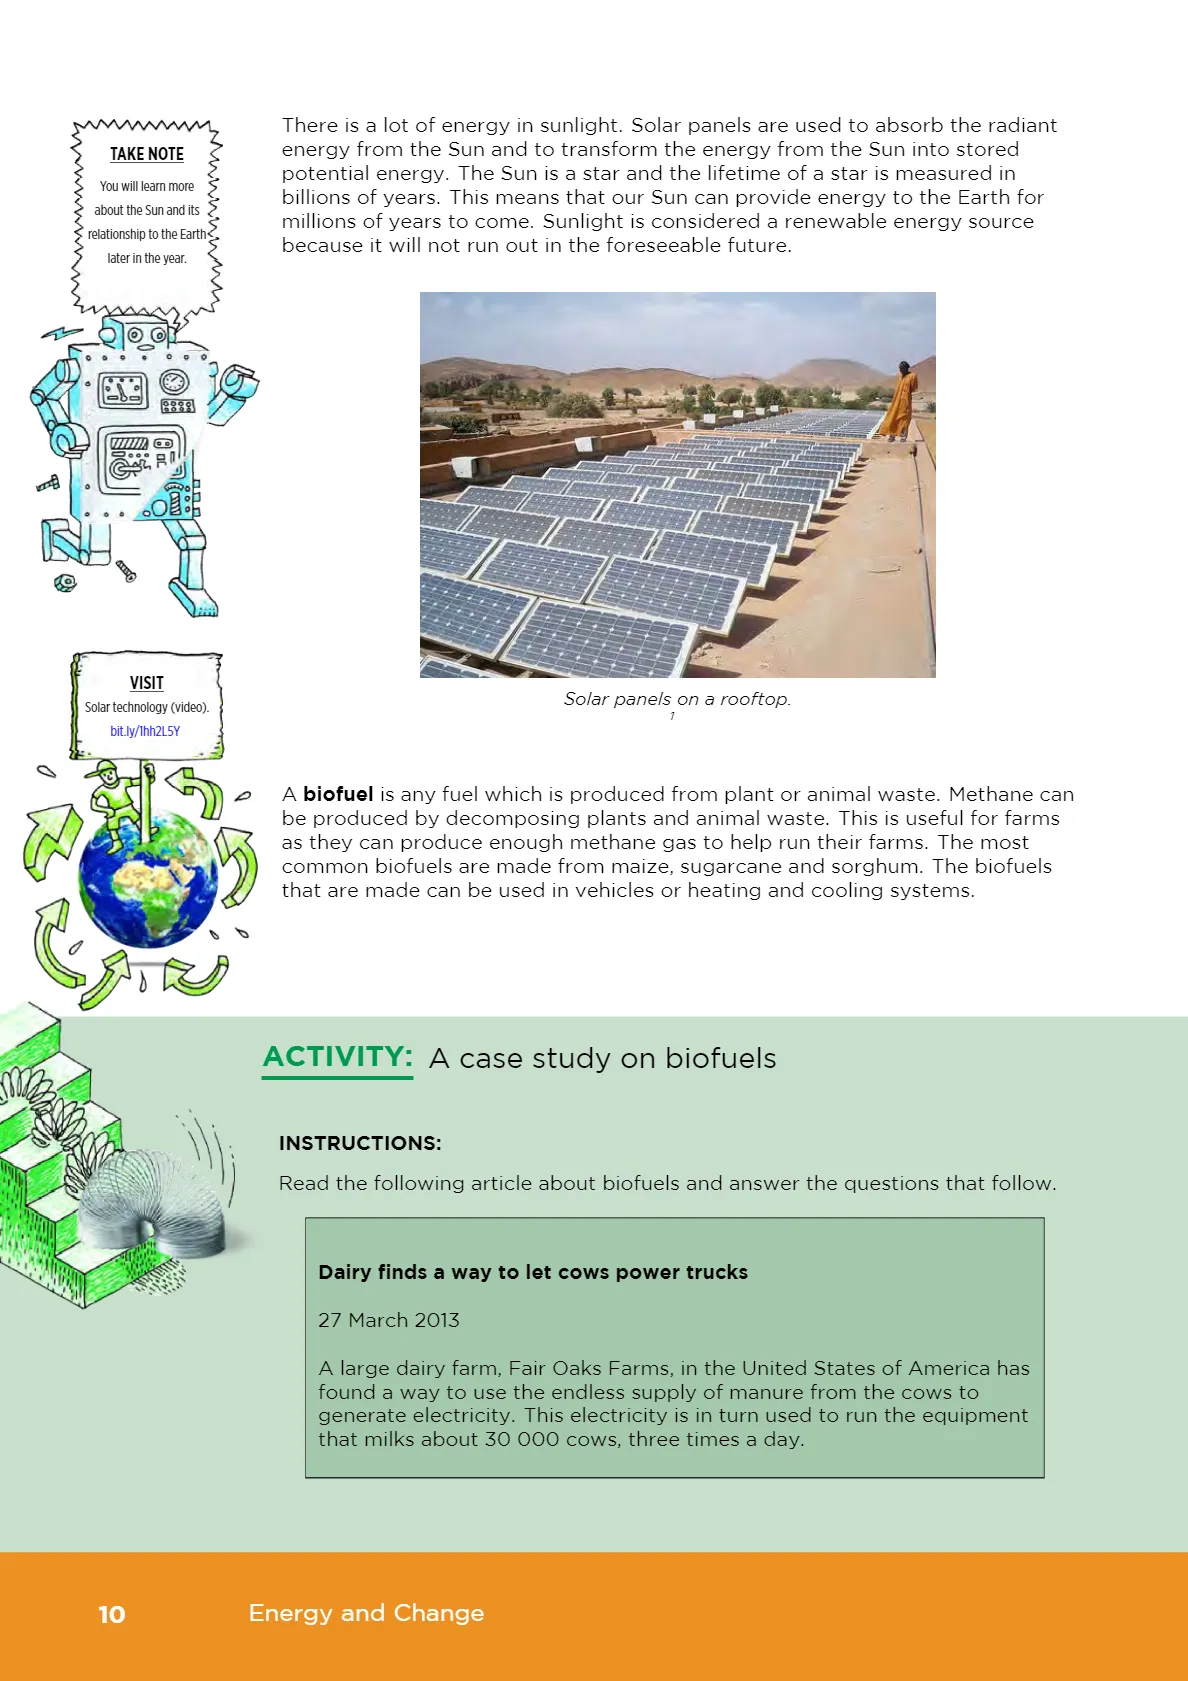 There is a lot of energy in sunlight. Solar panels are used to absorb the radiant
energy from the Sun and to transform the energy from the Sun into stored
potential energy. The Sun is a star and the lifetime of a star is measured in
billions of years. This means that our Sun can provide energy to the Earth for
millions of years to come. Sunlight is considered a renewable energy source
because it will not run out in the foreseeable future.
TAKE NOTE
You will learn more
about the Sun and its
relationship to the Earth
later in the year.
Solar panels on a rooftop.
1
VISIT
Solar technology (video).
bit.ly/1hh2L5Y
A biofuel is any fuel which is produced from plant or animal waste. Methane can
be produced by decomposing plants and animal waste. This is useful for farms
as they can produce enough methane gas to help run their farms. The most
common biofuels are made from maize, sugarcane and sorghum. The biofuels
that are made can be used in vehicles or heating and cooling systems.
ACTIVITY: A case study on biofuels
INSTRUCTIONS:
Read the following article about biofuels and answer the questions that follow.
Dairy finds a way to let cows power trucks
27 March 2013
A large dairy farm, Fair Oaks Farms, in the United States of America has
found a way to use the endless supply of manure from the cows to
generate electricity. This electricity is in turn used to run the equipment
that milks about 30 000 cows, three times a day.
10 Energy and Change